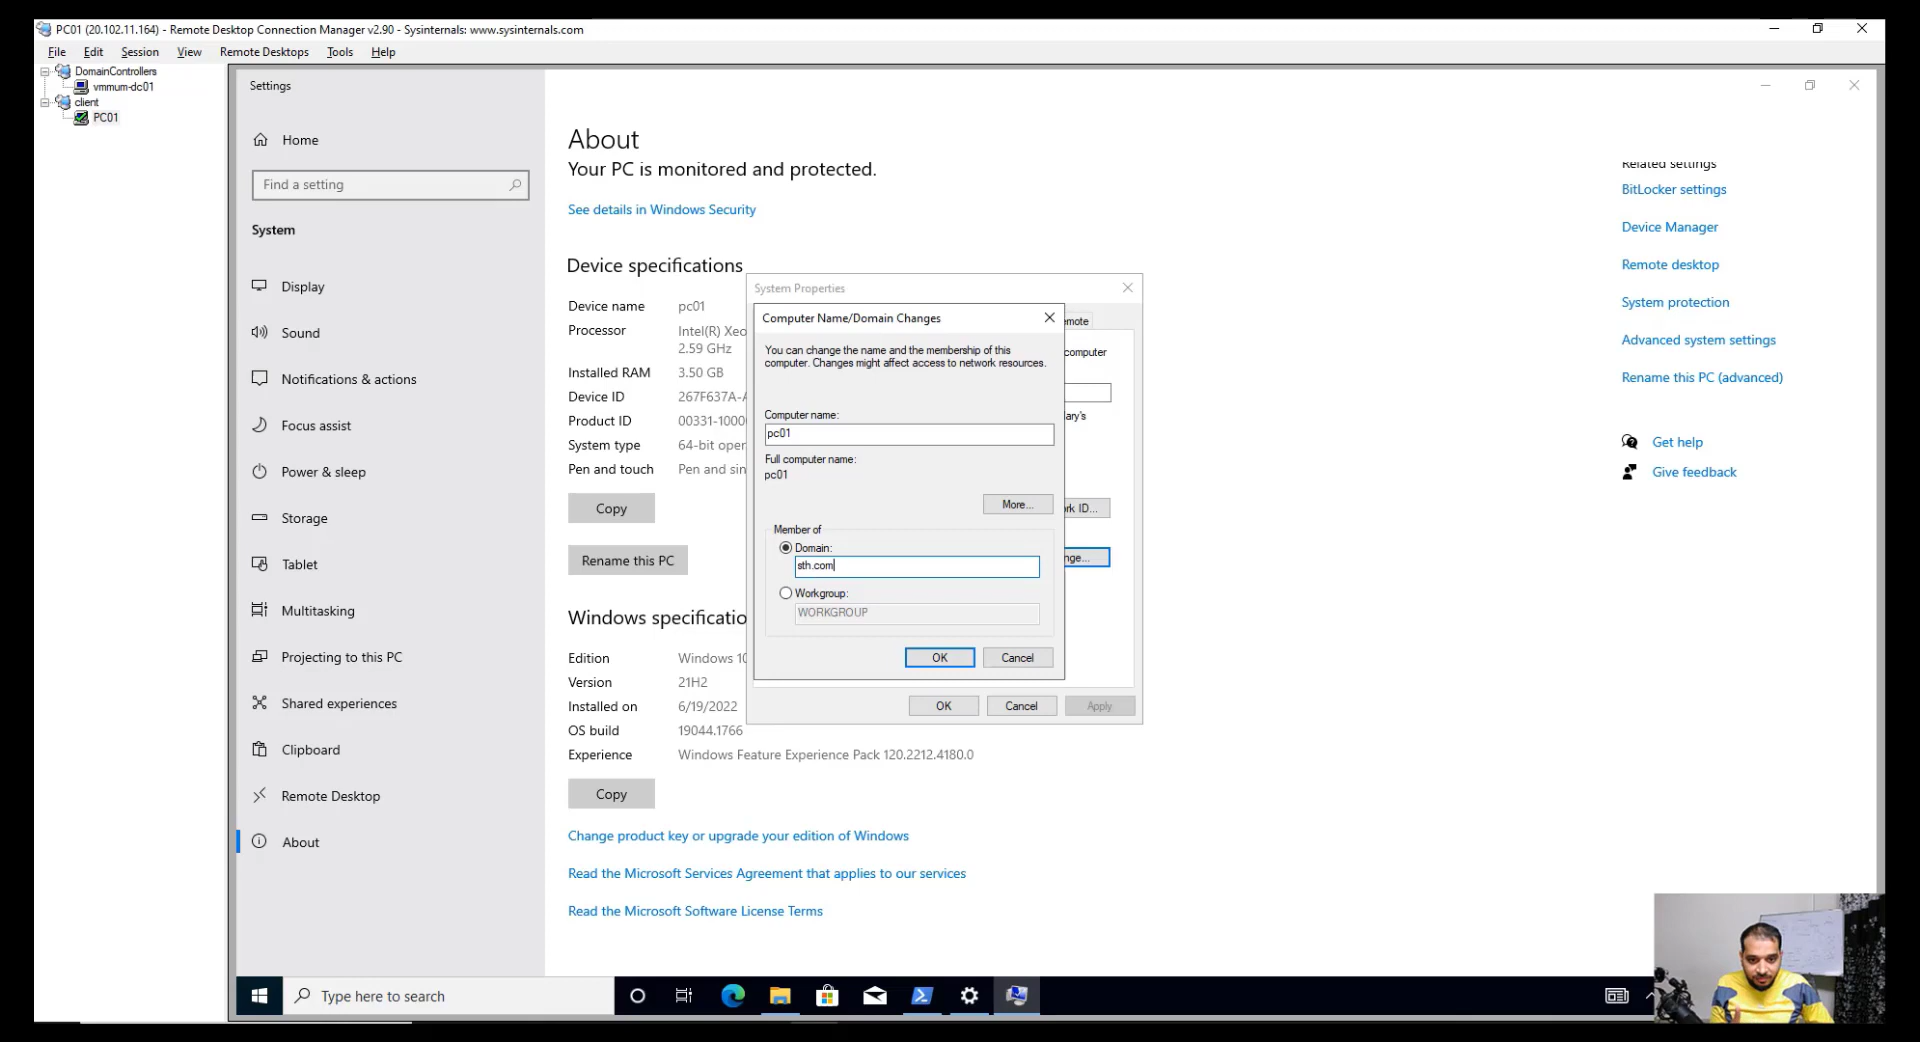 PC01 (20.102.11.164) - Remote Desktop Connection Manager v2.90 - Sysinternals: www.sysinternals.com
File Edit Session View Remote Desktops Tools Help
DomainControllers
vmmum-dc01
client
PC01
Settings
Home
Find a setting
System
Display
Sound
Notifications & actions
Focus assist
Power & sleep
Storage
Tablet
Multitasking
Projecting to this PC
Shared experiences
Clipboard
Remote Desktop
About
About
Your PC is monitored and protected.
See details in Windows Security
Device specifications
Device name pc01
Processor Intel(R) Xeo
2.59 GHz
Installed RAM 3.50 GB
Device ID 267F637A-A
Product ID 00331-1000
System type 64-bit oper
Pen and touch Pen and sin
Copy
Rename this PC
Windows specificatio
Edition Windows 10
Version 21H2
Installed on 6/19/2022
OS build 19044.1766
Experience Windows Feature Experience Pack 120.2212.4180.0
Copy
Change product key or upgrade your edition of Windows
Read the Microsoft Services Agreement that applies to our services
Read the Microsoft Software License Terms
System Properties
emote
computer
ary's
rk ID...
nge...
OK Cancel Apply
Computer Name/Domain Changes
You can change the name and the membership of this
computer. Changes might affect access to network resources.
Computer name:
pc01
Full computer name:
pc01
More...
Member of
Domain:
sth.com
Workgroup:
WORKGROUP
OK Cancel
Related settings
BitLocker settings
Device Manager
Remote desktop
System protection
Advanced system settings
Rename this PC (advanced)
Get help
Give feedback
Type here to search